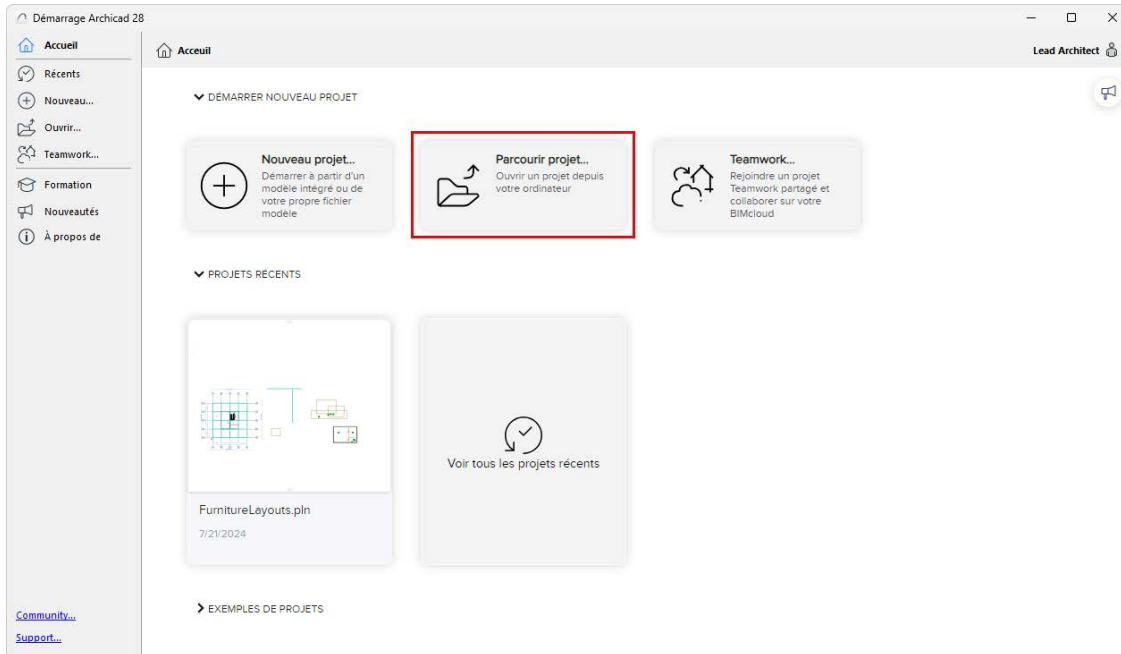 Démarrage Archicad 28
Accueil
Récents
Nouveau...
Ouvrir...
Teamwork...
Formation
Nouveautés
À propos de
Community...
Support...
Acceuil
Lead Architect
DÉMARRER NOUVEAU PROJET
Nouveau projet...
Démarrer à partir d'un
modèle intégré ou de
votre propre fichier
modèle
Parcourir projet...
Ouvrir un projet depuis
votre ordinateur
Teamwork...
Rejoindre un projet
Teamwork partagé et
collaborer sur votre
BIMcloud
PROJETS RÉCENTS
FurnitureLayouts.pln
7/21/2024
Voir tous les projets récents
EXEMPLES DE PROJETS